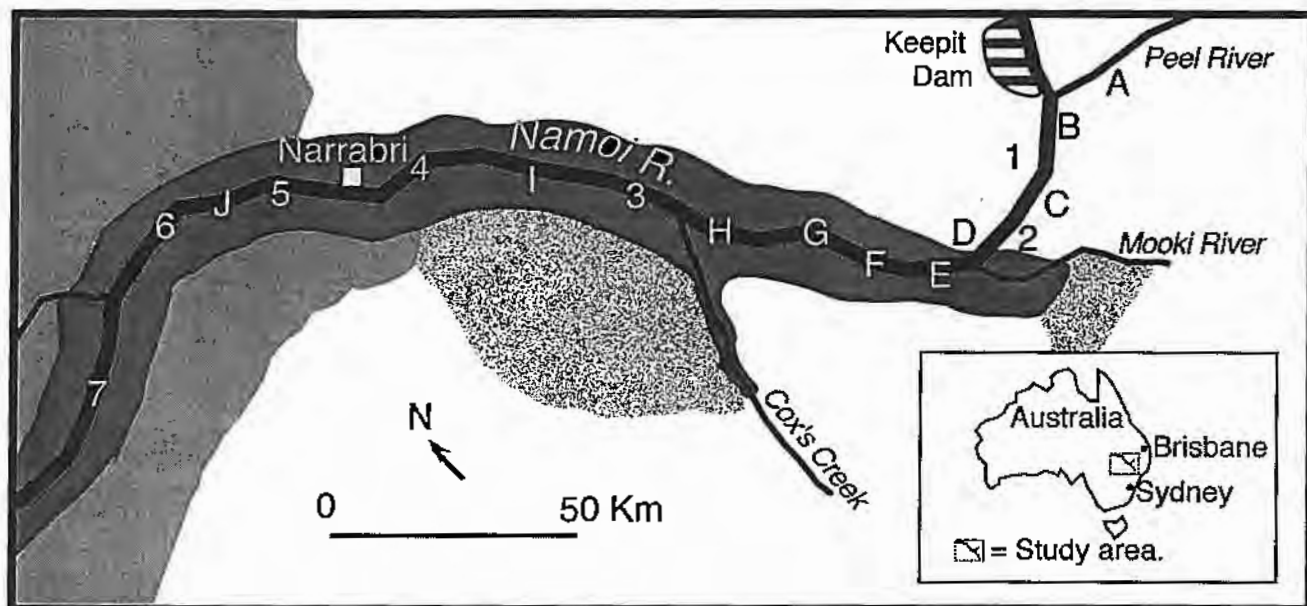 Keepit
Dam
Peel River
A
B
1
C
D
2
Mooki River
Namoi R.
Narrabri
4
I
3
H
G
F
E
5
J
6
7
Cox's Creek
N
0 50 Km
Australia
Brisbane
Sydney
= Study area.